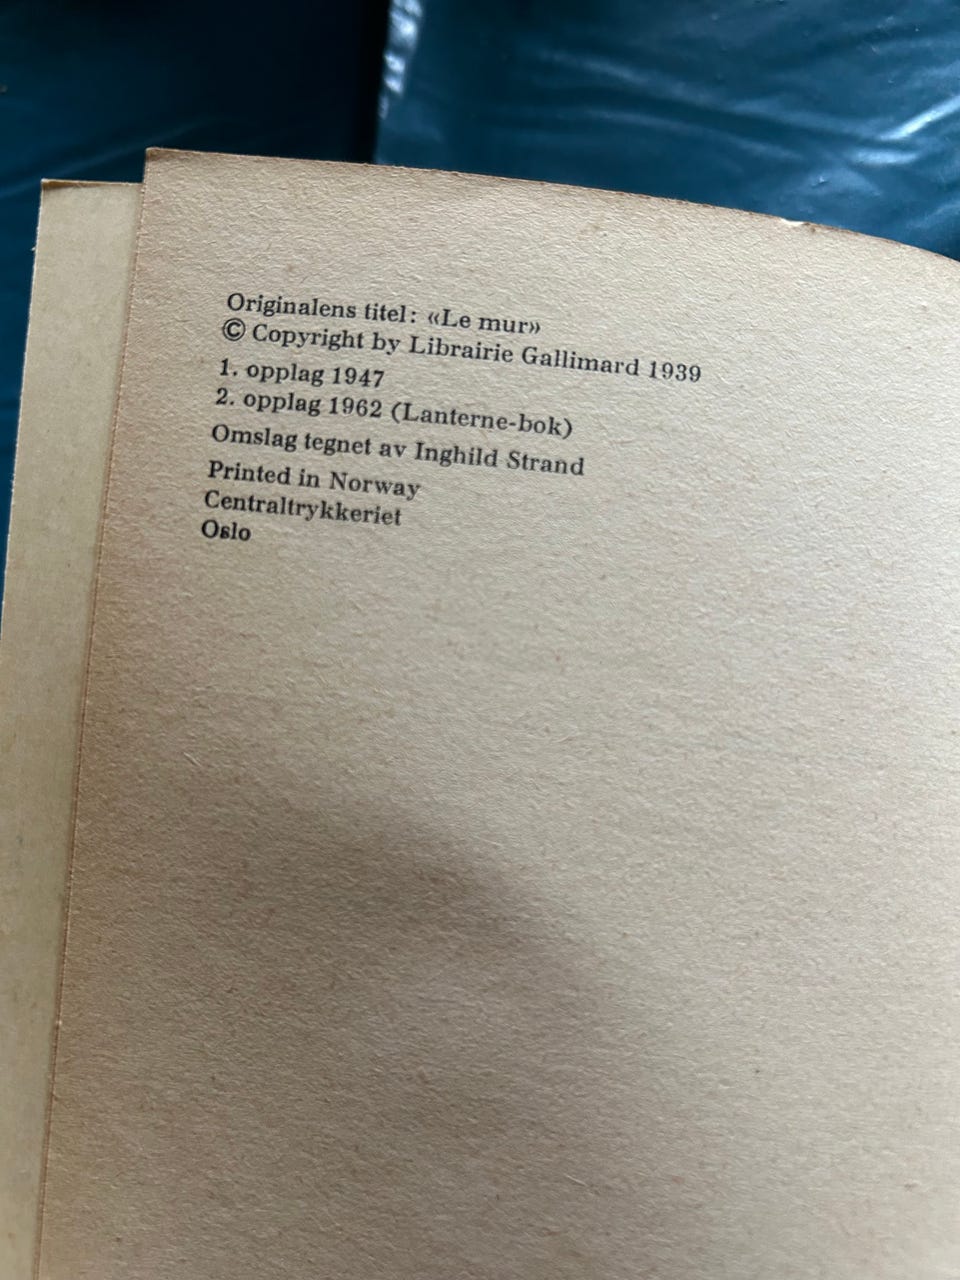 Originalens titel: «Le mur»
© Copyright by Librairie Gallimard 1939
1. opplag 1947
2. opplag 1962 (Lanterne-bok)
Omslag tegnet av Inghild Strand
Printed in Norway
Centraltrykkeriet
Oslo